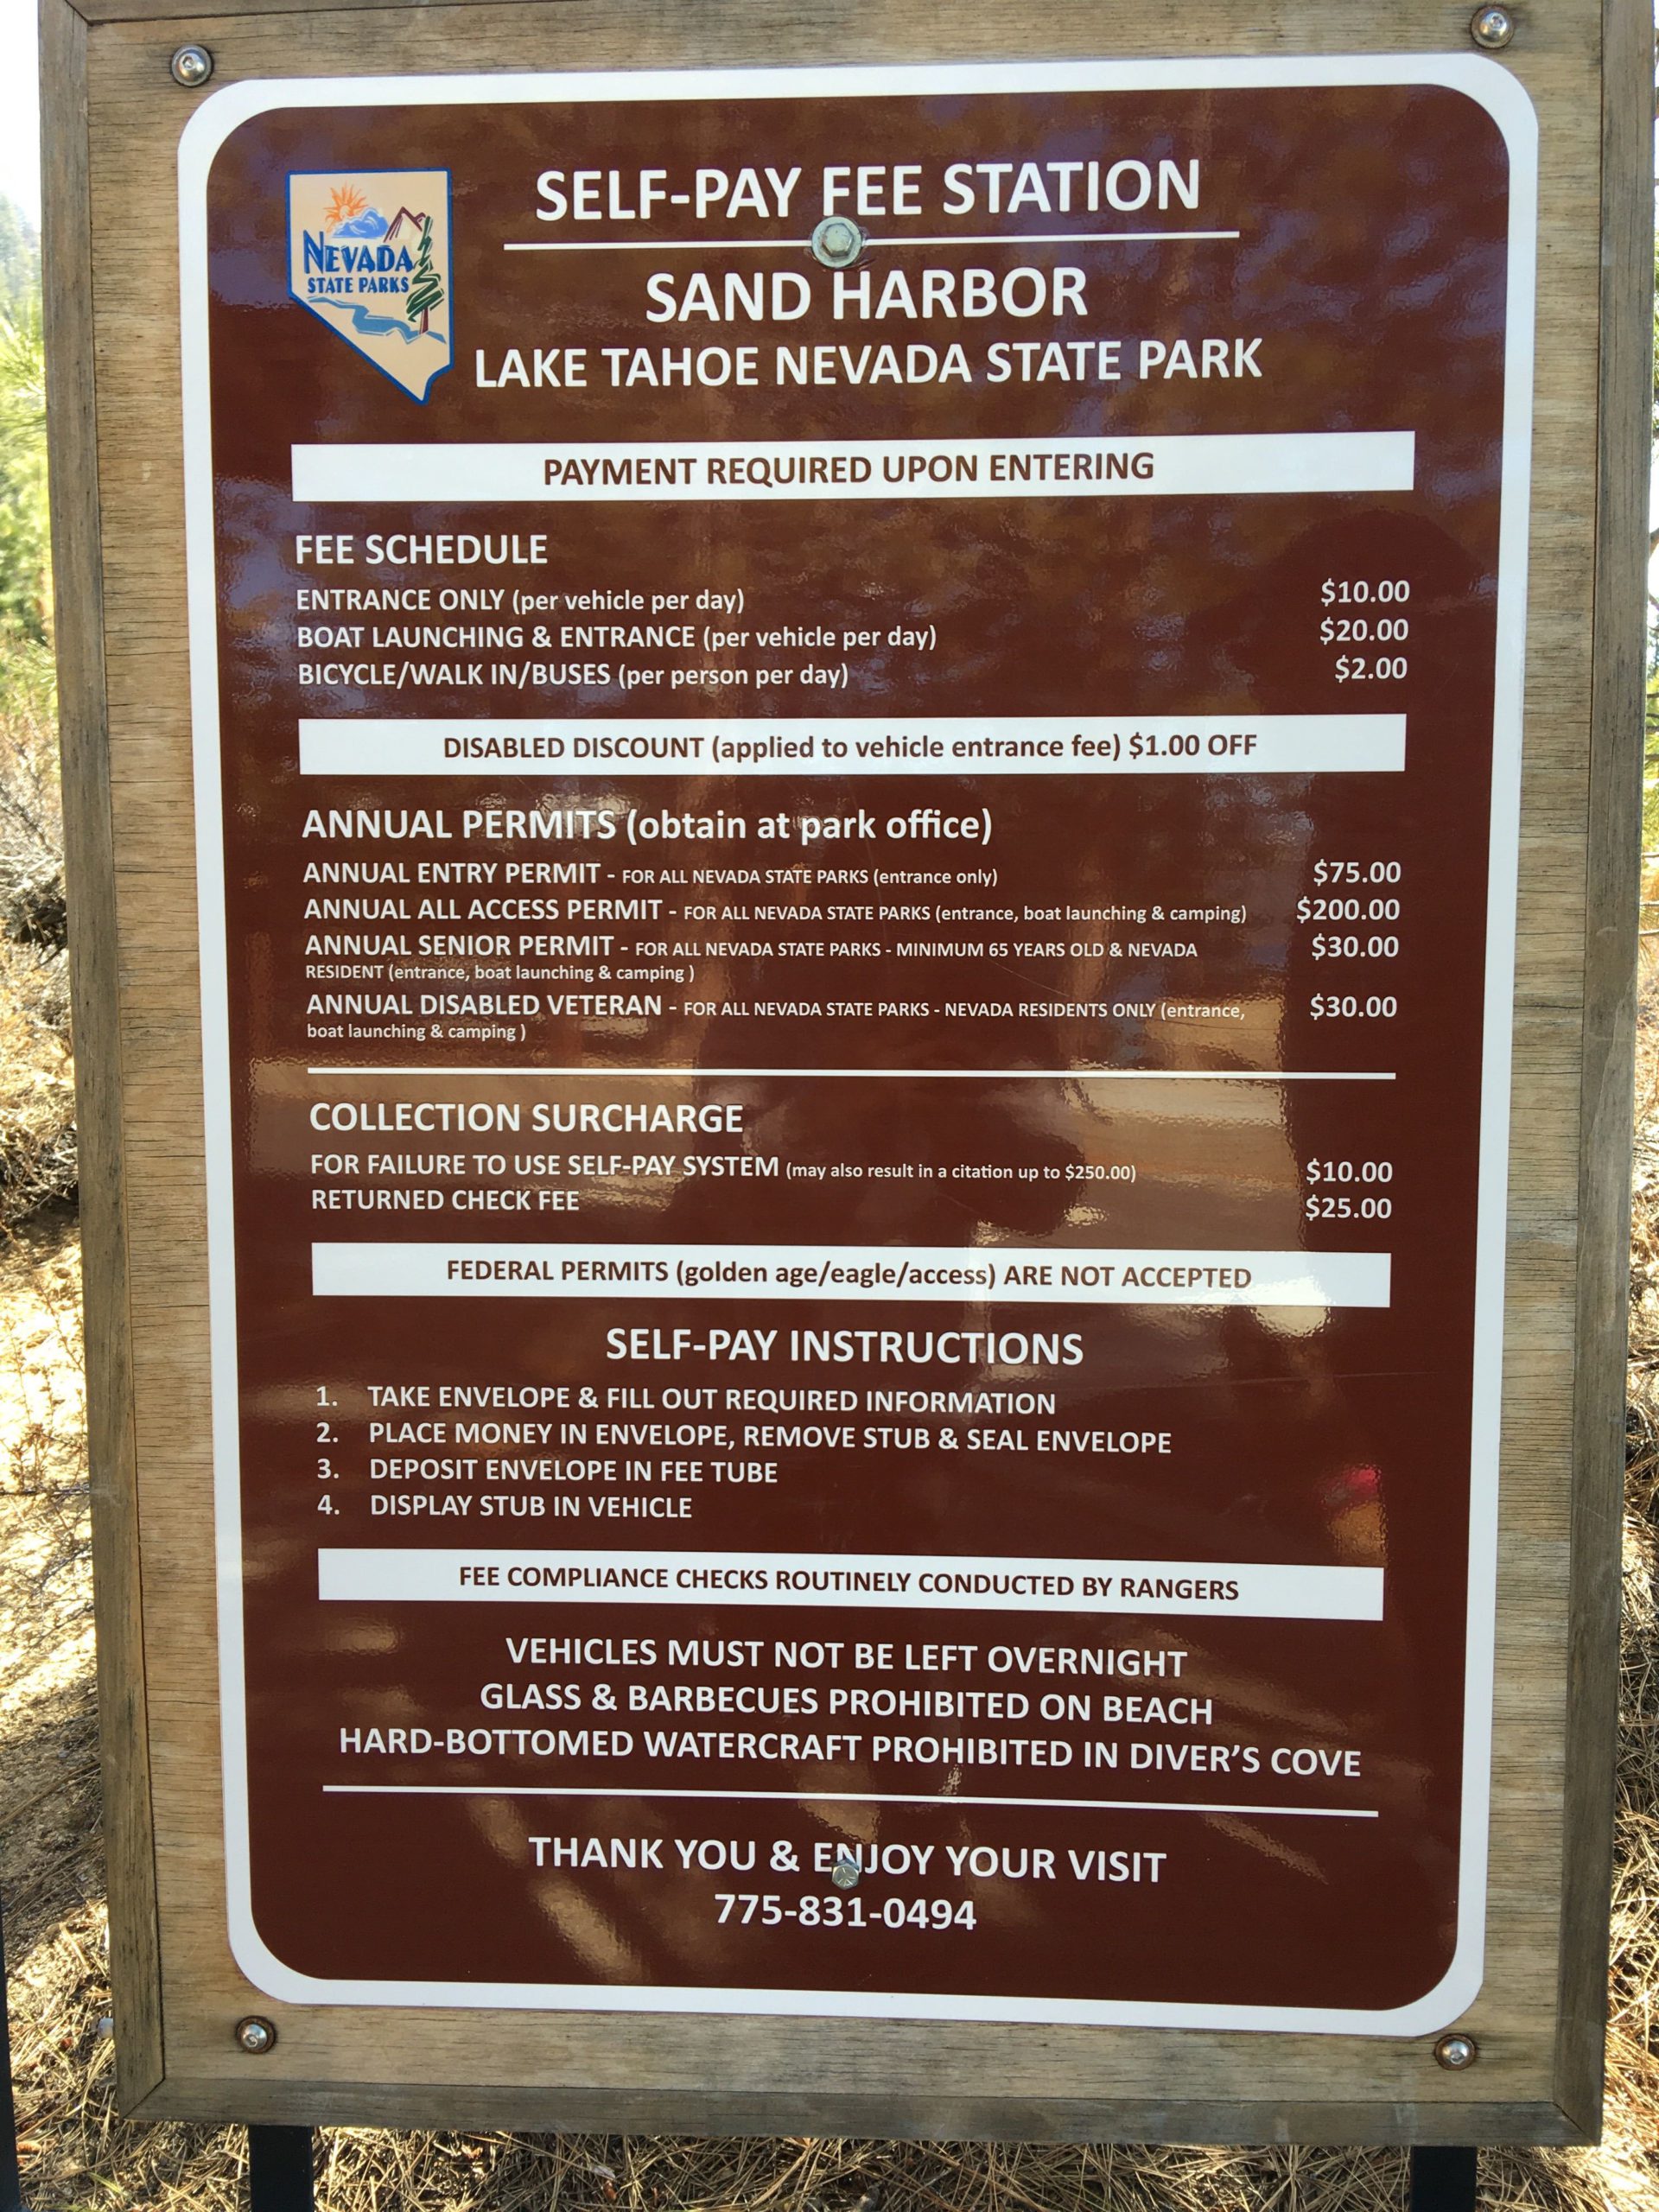 NEVADA
STATE PARKS
SELF-PAY FEE STATION
SAND HARBOR
LAKE TAHOE NEVADA STATE PARK
PAYMENT REQUIRED UPON ENTERING
FEE SCHEDULE
ENTRANCE ONLY (per vehicle per day) $10.00
BOAT LAUNCHING & ENTRANCE (per vehicle per day) $20.00
BICYCLE/WALK IN/BUSES (per person per day) $2.00
DISABLED DISCOUNT (applied to vehicle entrance fee) $1.00 OFF
ANNUAL PERMITS (obtain at park office)
ANNUAL ENTRY PERMIT - FOR ALL NEVADA STATE PARKS (entrance only) $75.00
ANNUAL ALL ACCESS PERMIT - FOR ALL NEVADA STATE PARKS (entrance, boat launching & camping) $200.00
ANNUAL SENIOR PERMIT - FOR ALL NEVADA STATE PARKS - MINIMUM 65 YEARS OLD & NEVADA $30.00
RESIDENT (entrance, boat launching & camping )
ANNUAL DISABLED VETERAN - FOR ALL NEVADA STATE PARKS - NEVADA RESIDENTS ONLY (entrance, $30.00
boat launching & camping )
COLLECTION SURCHARGE
FOR FAILURE TO USE SELF-PAY SYSTEM (may also result in a citation up to $250.00) $10.00
RETURNED CHECK FEE $25.00
FEDERAL PERMITS (golden age/eagle/access) ARE NOT ACCEPTED
SELF-PAY INSTRUCTIONS
1. TAKE ENVELOPE & FILL OUT REQUIRED INFORMATION
2. PLACE MONEY IN ENVELOPE, REMOVE STUB & SEAL ENVELOPE
3. DEPOSIT ENVELOPE IN FEE TUBE
4. DISPLAY STUB IN VEHICLE
FEE COMPLIANCE CHECKS ROUTINELY CONDUCTED BY RANGERS
VEHICLES MUST NOT BE LEFT OVERNIGHT
GLASS & BARBECUES PROHIBITED ON BEACH
HARD-BOTTOMED WATERCRAFT PROHIBITED IN DIVER'S COVE
THANK YOU & ENJOY YOUR VISIT
775-831-0494